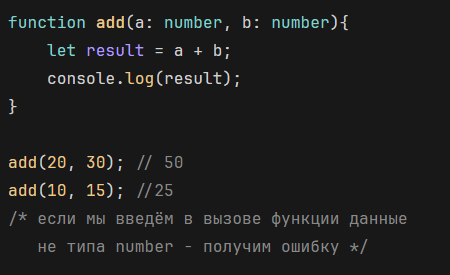 function add(a: number, b: number){
    let result = a + b;
    console.log(result);
}

add(20, 30); // 50
add(10, 15); //25
/* если мы введём в вызове функции данные
   не типа number - получим ошибку */